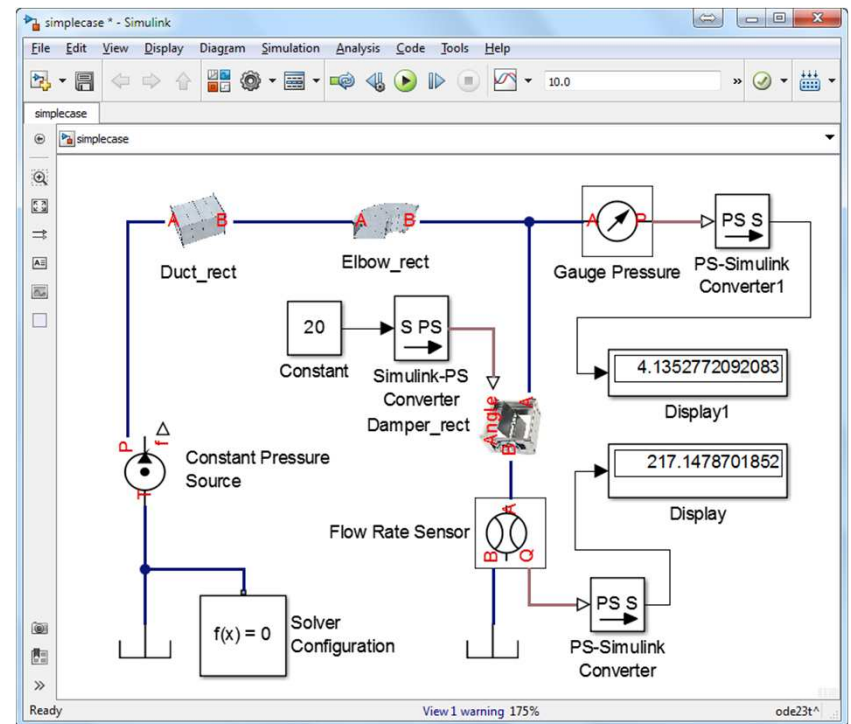 simplecase * - Simulink
File Edit View Display Diagram Simulation Analysis Code Tools Help
10.0
»
simplecase
simplecase
A B
Duct_rect
A B
Elbow_rect
A P
Gauge Pressure
PS S
PS-Simulink
Converter1
20
Constant
S PS
Simulink-PS
Converter
4.1352772092083
Display1
Damper_rect
Angle
A
B
P
f
T
Constant Pressure
Source
217.1478701852
Display
Flow Rate Sensor
A
B Q
f(x) = 0
Solver
Configuration
PS S
PS-Simulink
Converter
»
Ready View 1 warning 175% ode23t^